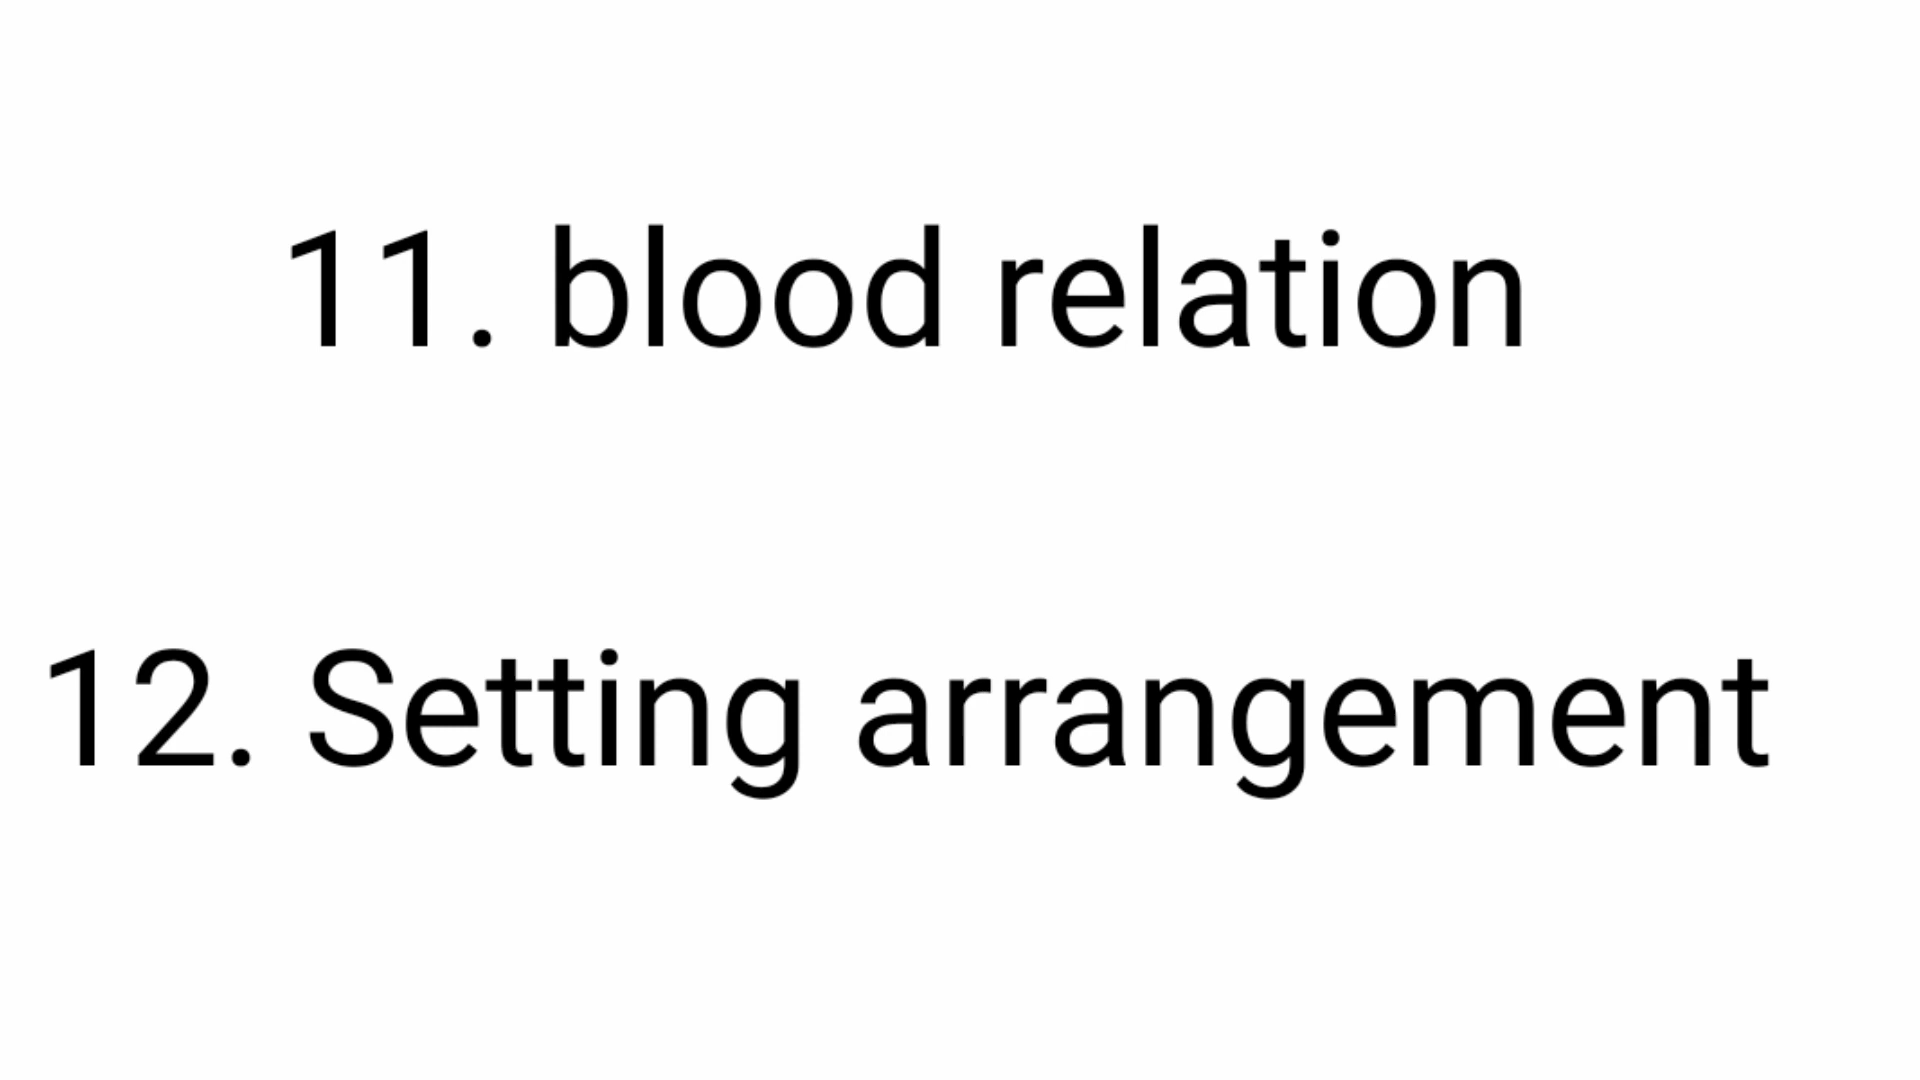 11. blood relation
12. Setting arrangement